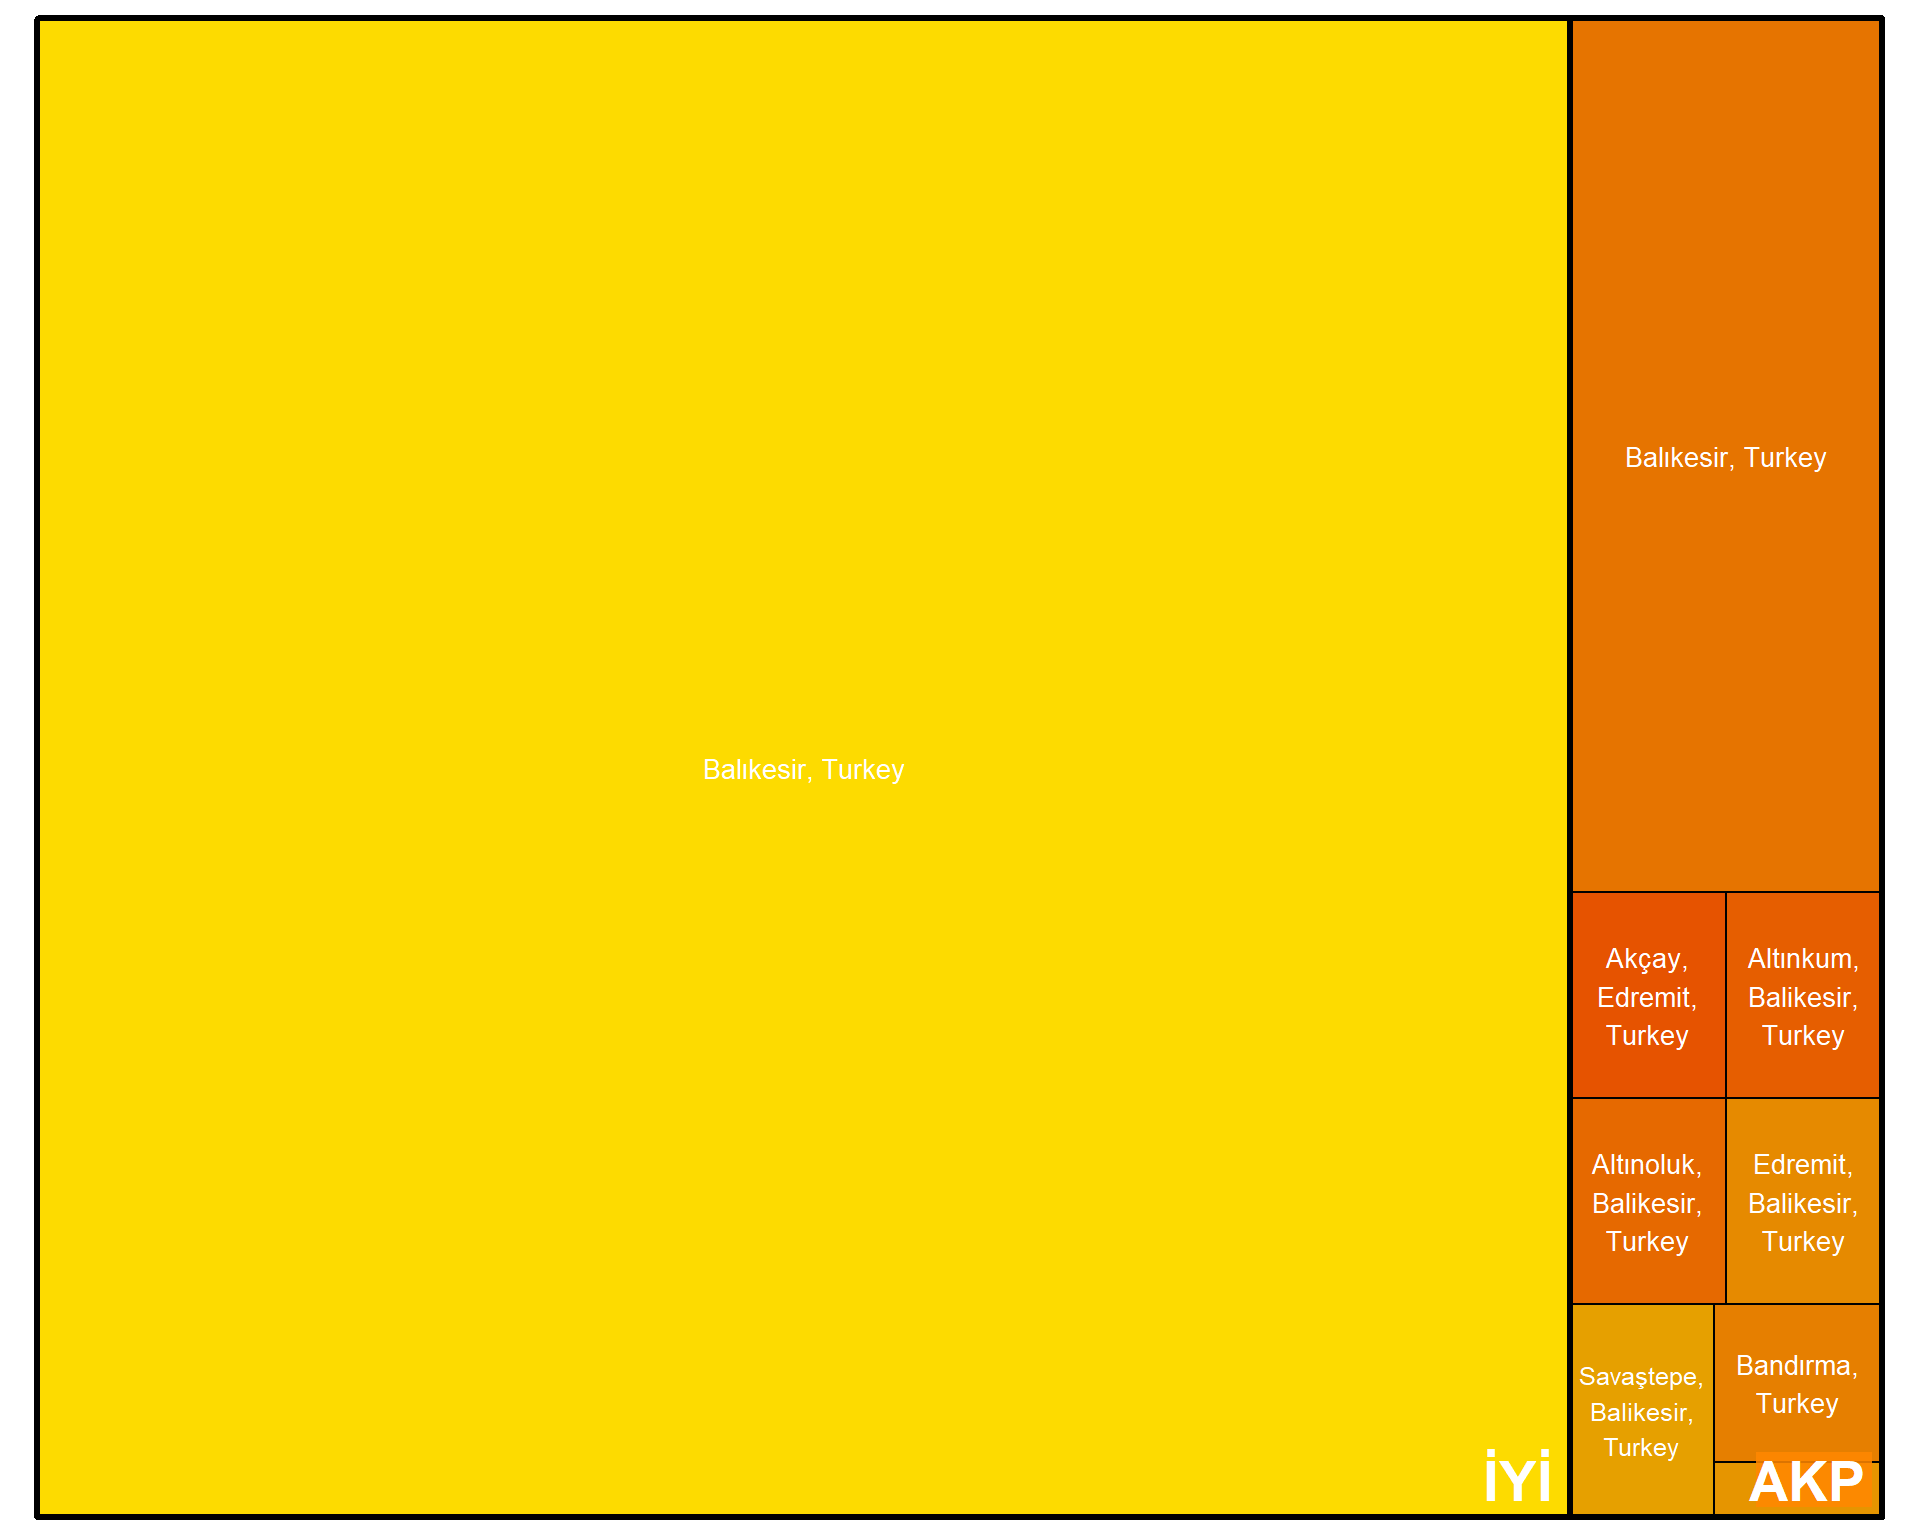 Balıkesir, Turkey
İYİ
Balıkesir, Turkey
Akçay,
Edremit,
Turkey
Altınkum,
Balikesir,
Turkey
Altınoluk,
Balikesir,
Turkey
Edremit,
Balikesir,
Turkey
Savaştepe,
Balikesir,
Turkey
Bandırma,
Turkey
AKP